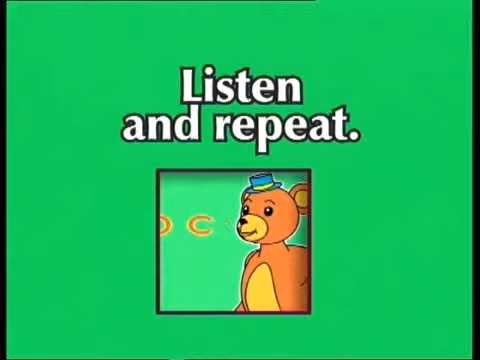 Listen
and repeat.
C